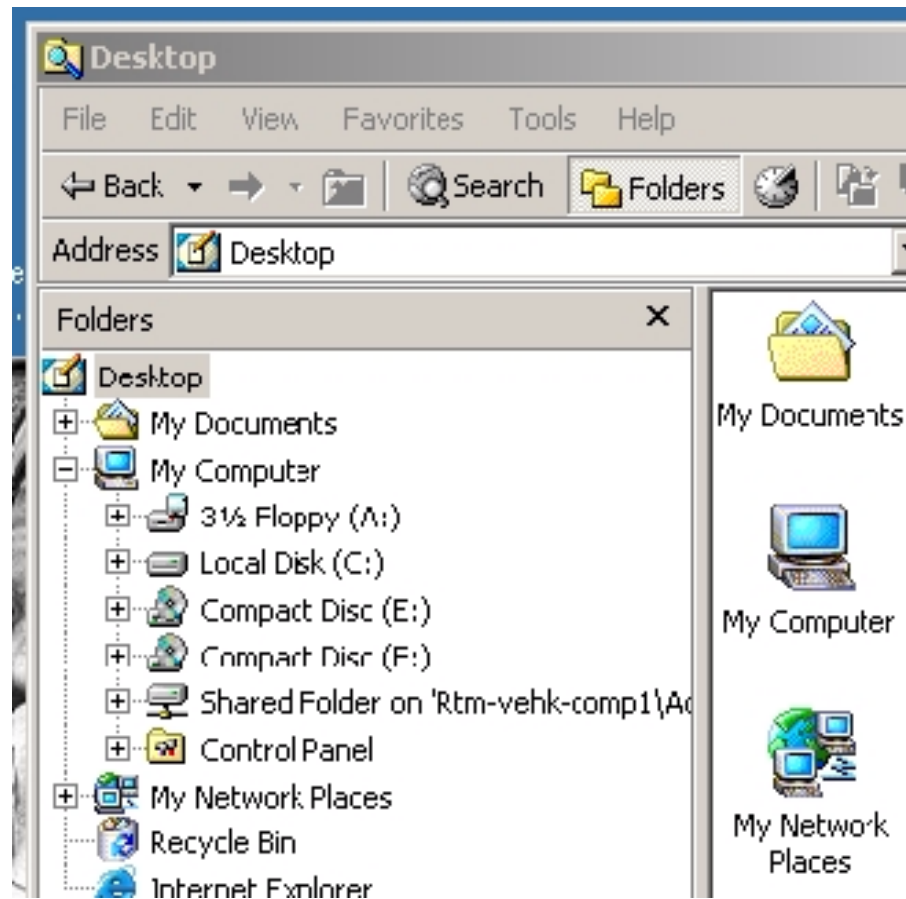 Desktop
File Edit View Favorites Tools Help
Back Search Folders
Address Desktop
Folders
Desktop
My Documents
My Computer
3½ Floppy (A:)
Local Disk (C:)
Compact Disc (E:)
Compact Disc (F:)
Shared Folder on 'Rtm-vehk-comp1\Ac
Control Panel
My Network Places
Recycle Bin
Internet Explorer
My Documents
My Computer
My Network
Places